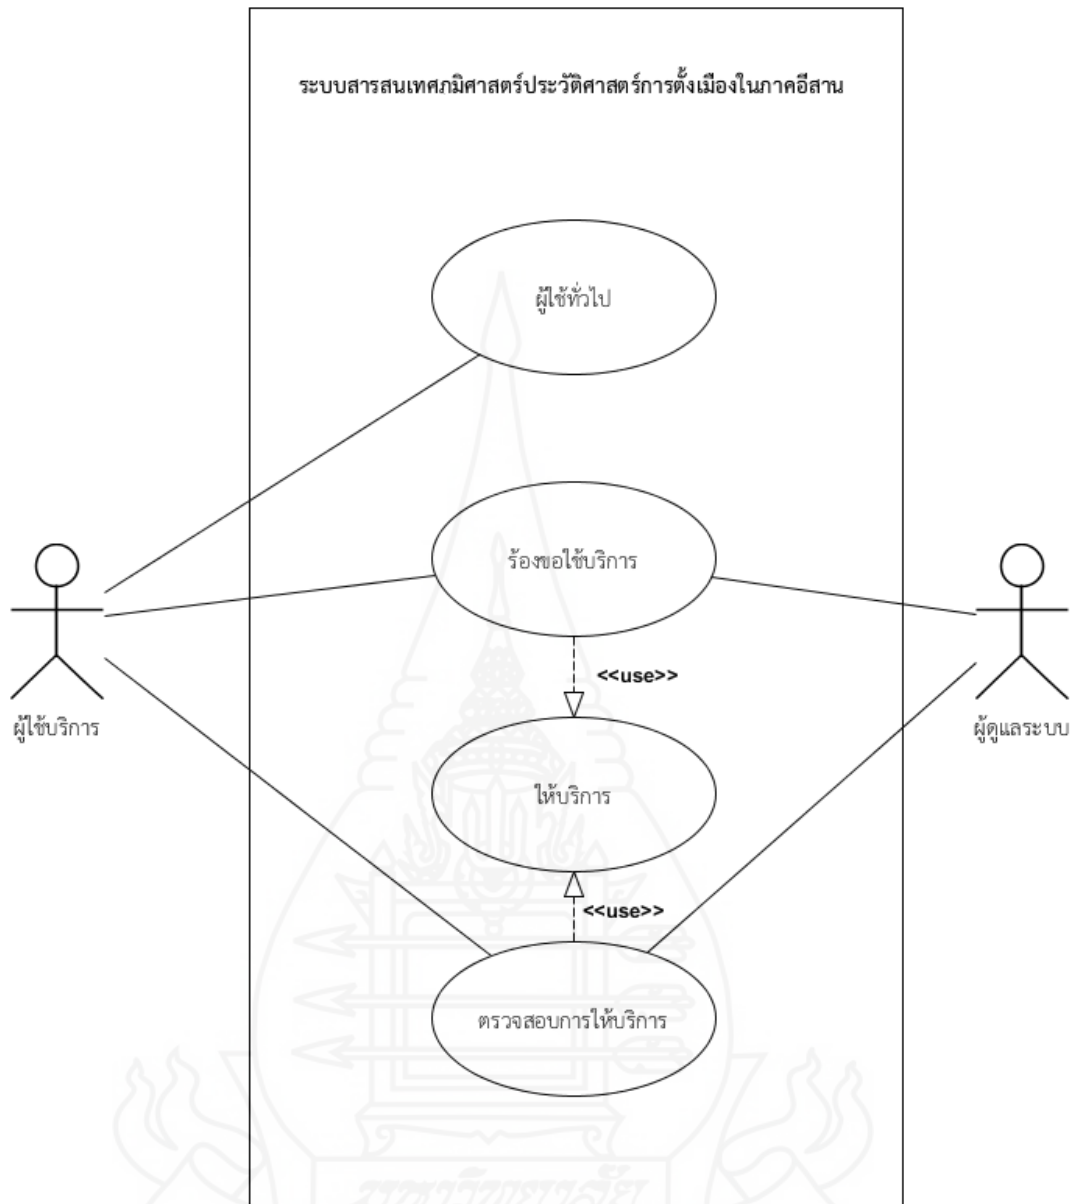 ระบบสารสนเทศภูมิศาสตร์ประวัติศาสตร์การตั้งเมืองในภาคอีสาน
ผู้ใช้ทั่วไป
ร้องขอใช้บริการ
<<use>>
ผู้ใช้บริการ
ผู้ดูแลระบบ
ให้บริการ
<<use>>
ตรวจสอบการให้บริการ